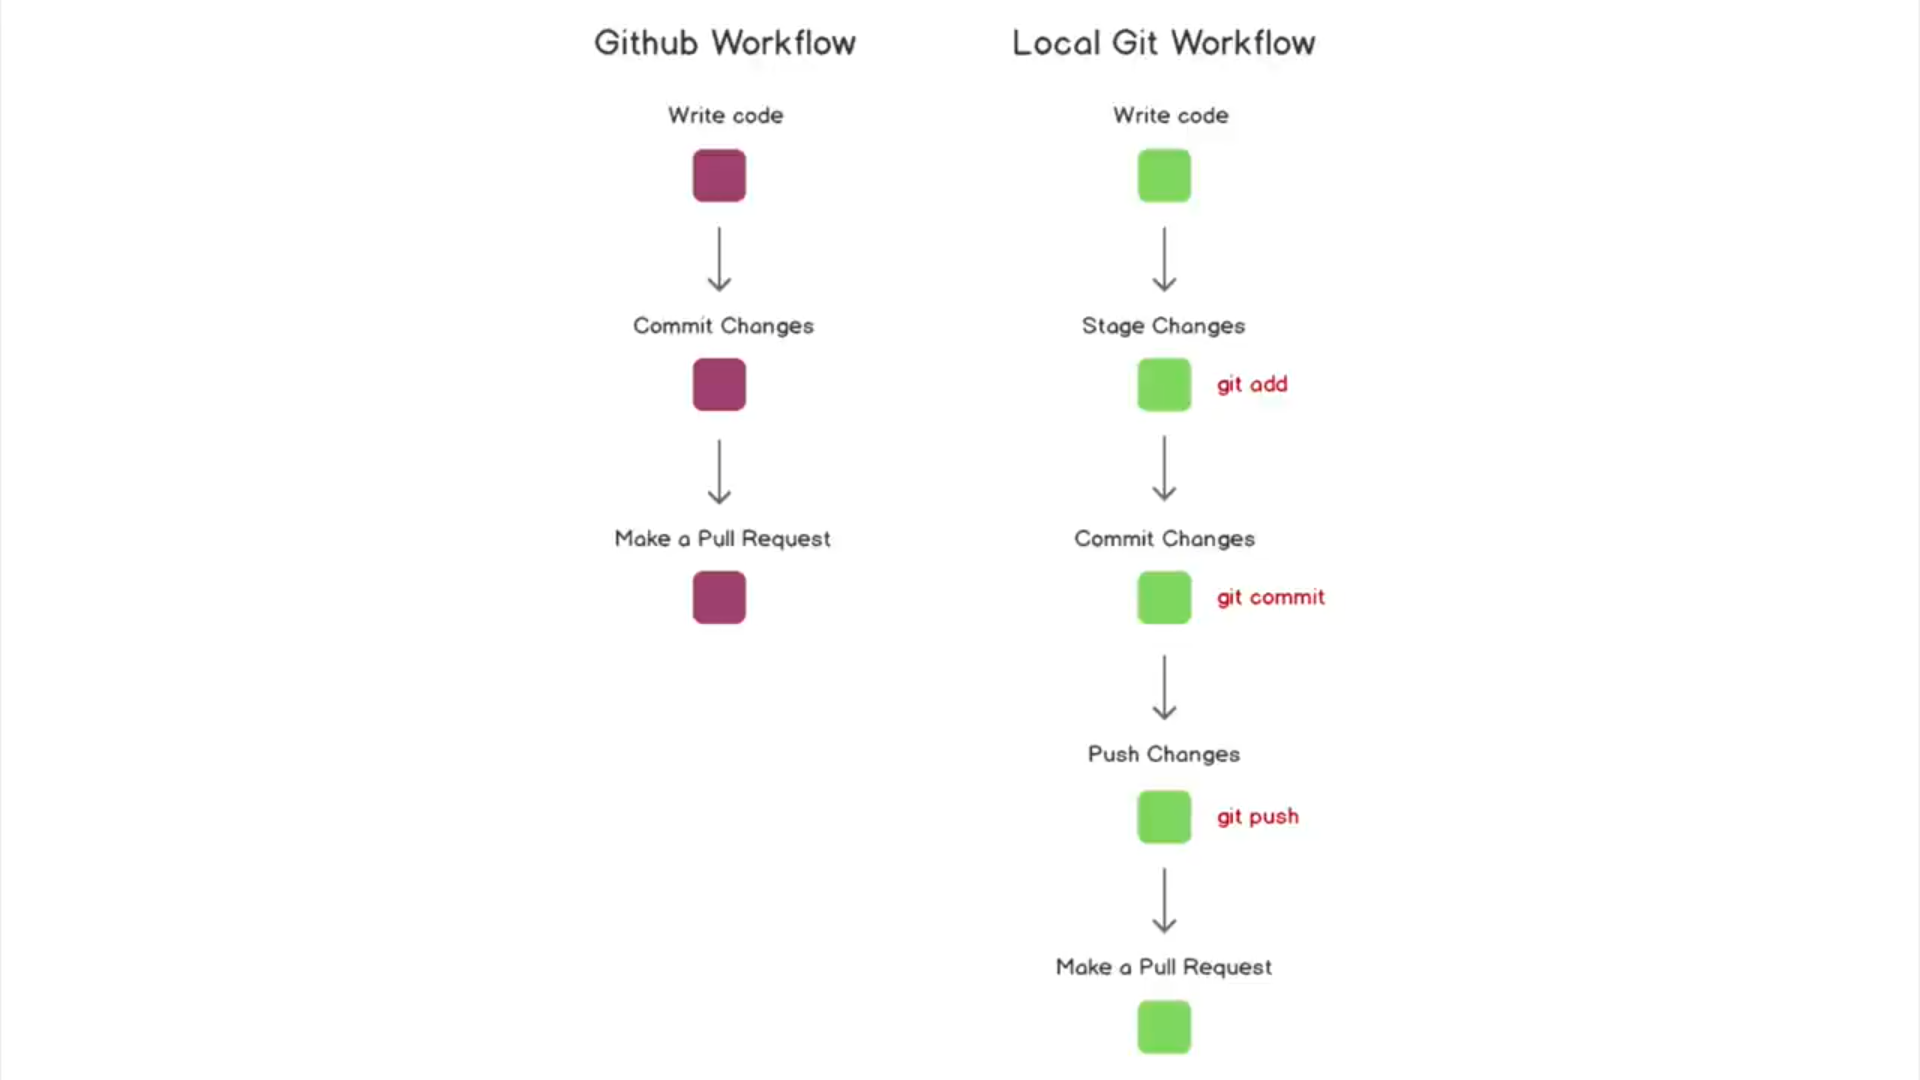 Github Workflow
Write code
Commit Changes
Make a Pull Request
Local Git Workflow
Write code
Stage Changes
git add
Commit Changes
git commit
Push Changes
git push
Make a Pull Request